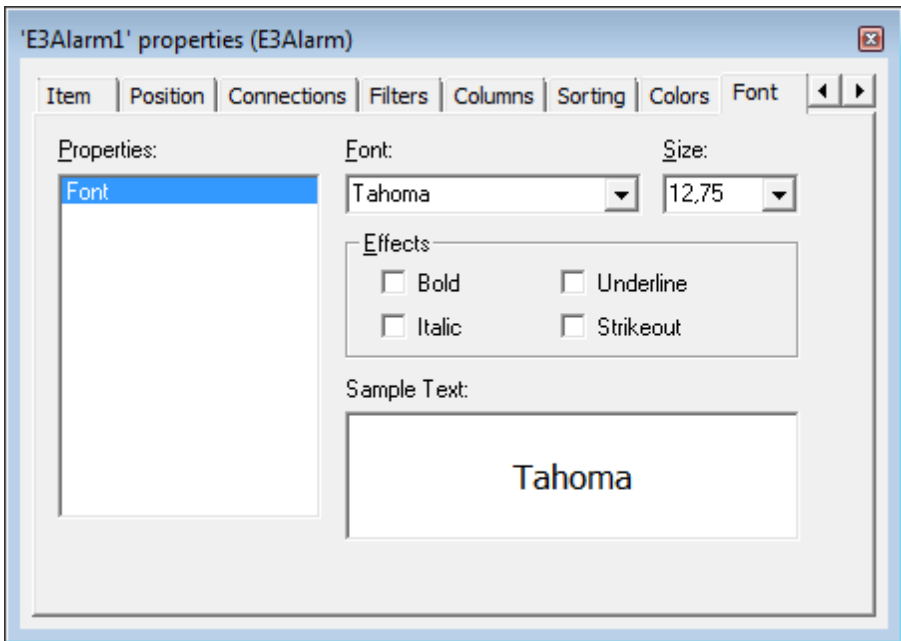 'E3Alarm1' properties (E3Alarm)
Item Position Connections Filters Columns Sorting Colors Font
Properties: Font: Size:
Font Tahoma 12,75
Effects
Bold Underline
Italic Strikeout
Sample Text:
Tahoma